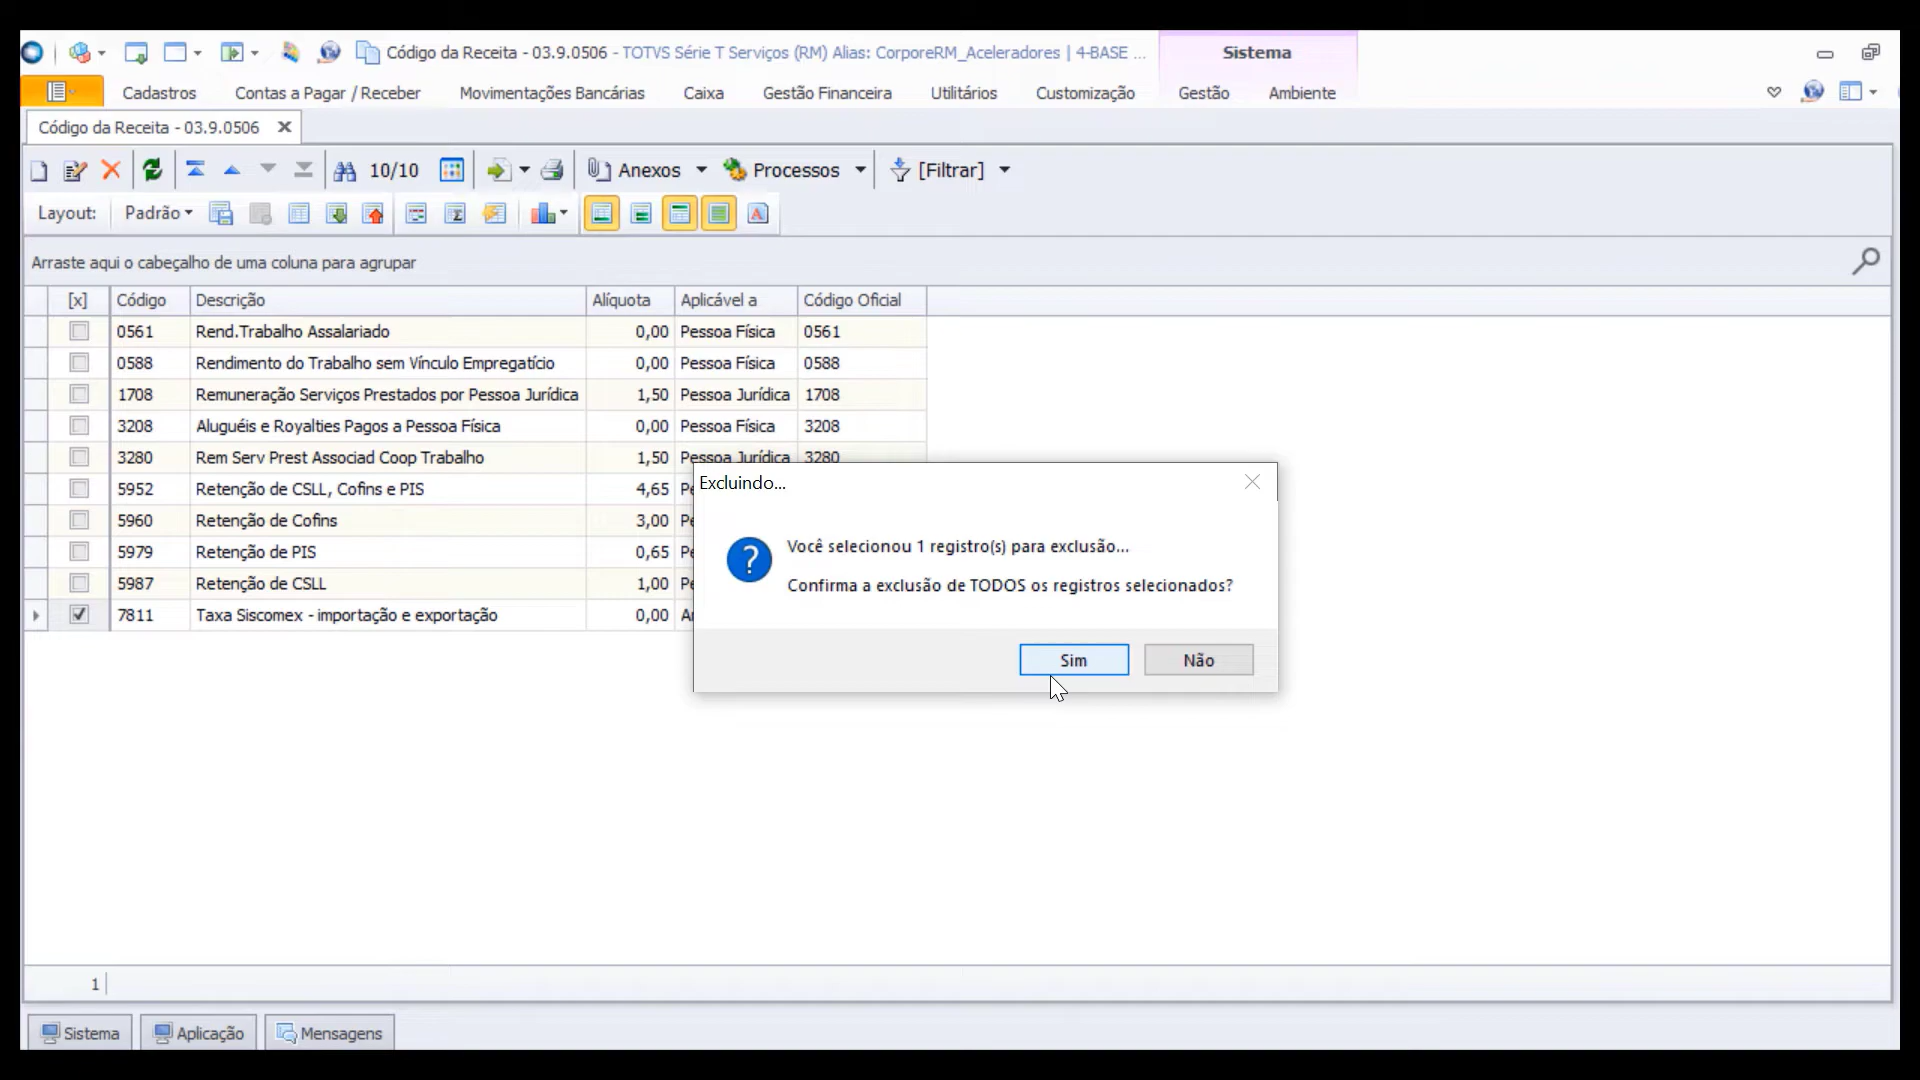 Código da Receita - 03.9.0506 - TOTVS Série T Serviços (RM) Alias: CorporeRM_Aceleradores | 4-BASE ...
Sistema
Cadastros Contas a Pagar / Receber Movimentações Bancárias Caixa Gestão Financeira Utilitários Customização Gestão Ambiente
Código da Receita - 03.9.0506
10/10 Anexos Processos [Filtrar]
Layout: Padrão
Arraste aqui o cabeçalho de uma coluna para agrupar
[x] Código Descrição Alíquota Aplicável a Código Oficial
0561 Rend.Trabalho Assalariado 0,00 Pessoa Física 0561
0588 Rendimento do Trabalho sem Vínculo Empregatício 0,00 Pessoa Física 0588
1708 Remuneração Serviços Prestados por Pessoa Jurídica 1,50 Pessoa Jurídica 1708
3208 Aluguéis e Royalties Pagos a Pessoa Física 0,00 Pessoa Física 3208
3280 Rem Serv Prest Associad Coop Trabalho 1,50 Pessoa Jurídica 3280
5952 Retenção de CSLL, Cofins e PIS 4,65
5960 Retenção de Cofins 3,00
5979 Retenção de PIS 0,65
5987 Retenção de CSLL 1,00
7811 Taxa Siscomex - importação e exportação 0,00
Excluindo...
Você selecionou 1 registro(s) para exclusão...
Confirma a exclusão de TODOS os registros selecionados?
Sim Não
1
Sistema Aplicação Mensagens